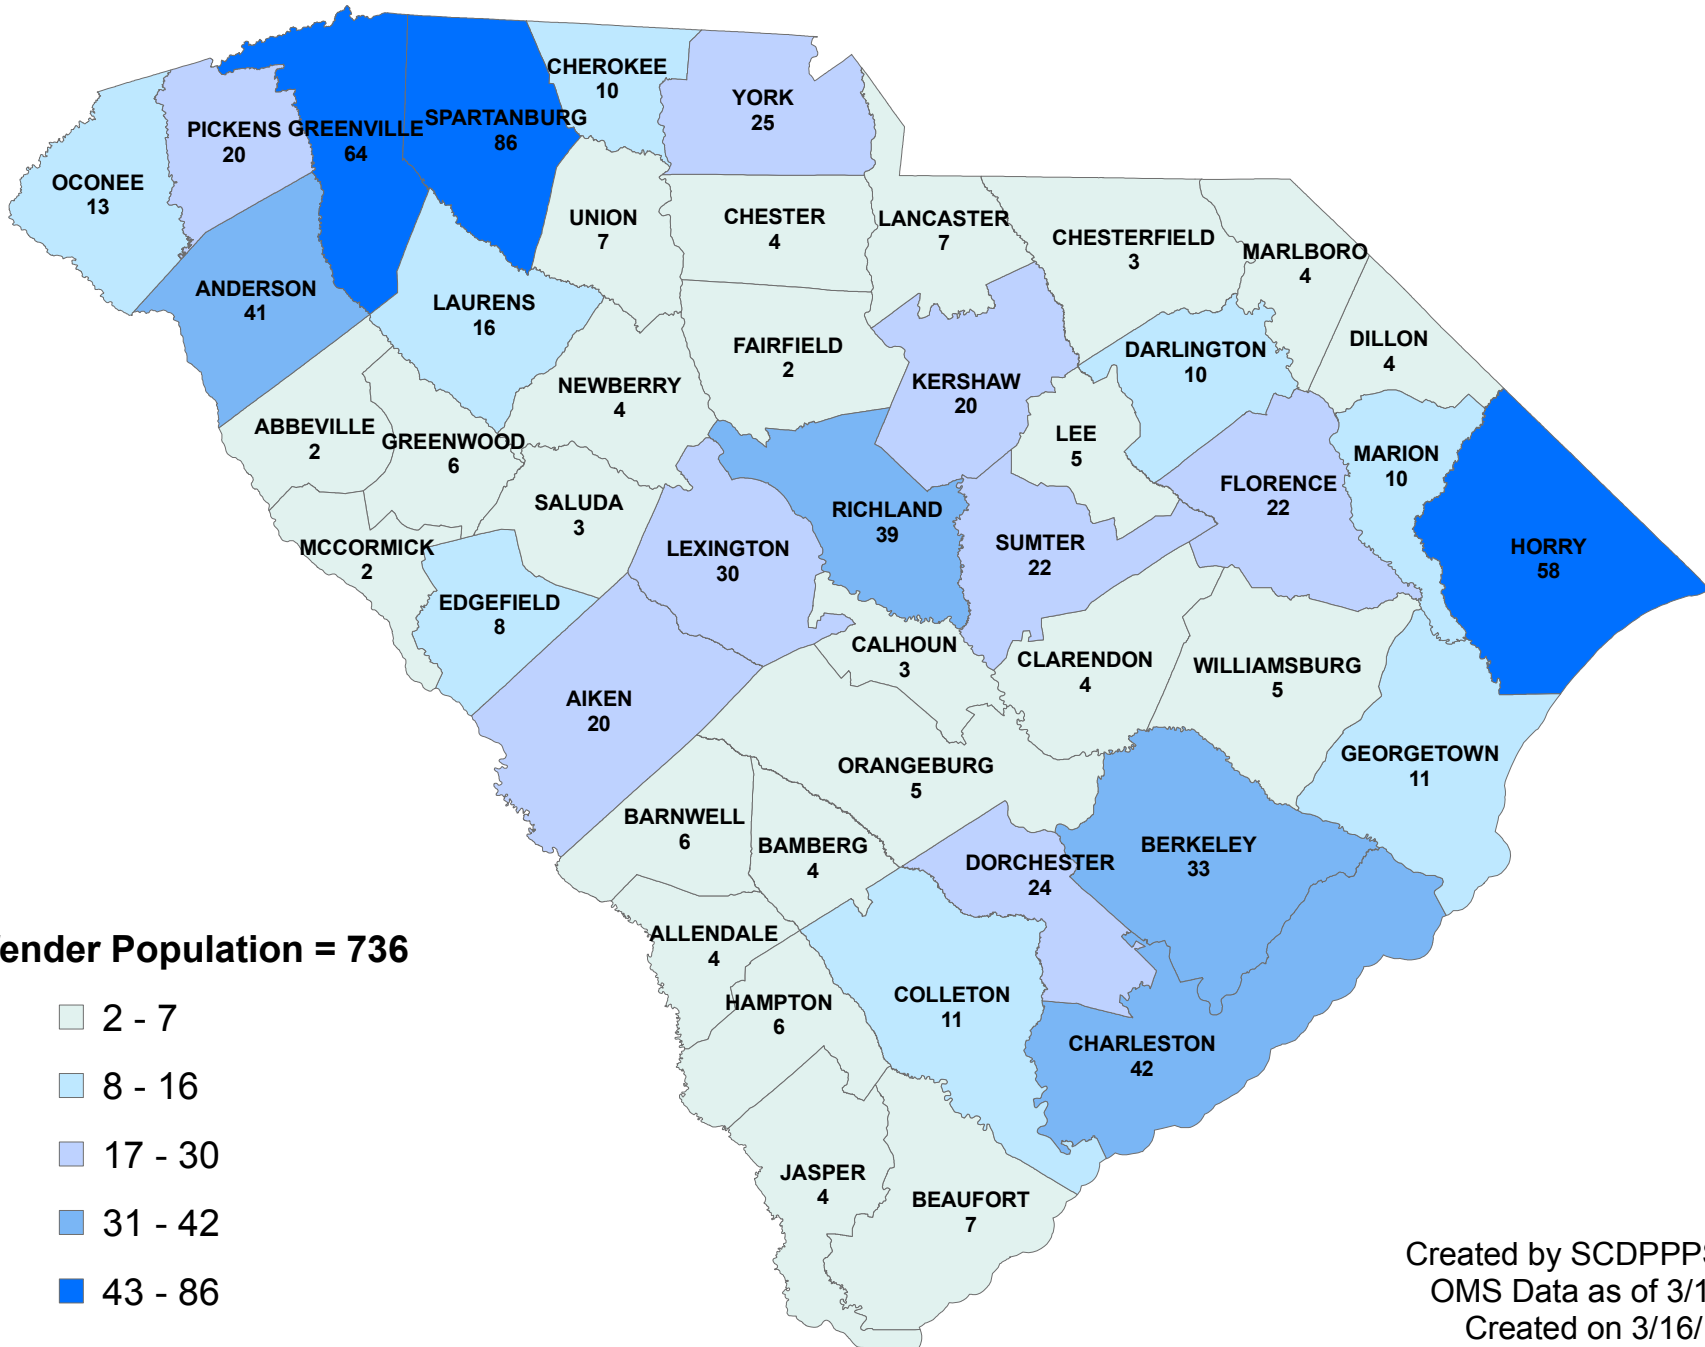 CHEROKEE
10
YORK
25
PICKENS
20
GREENVILLE
64
SPARTANBURG
86
OCONEE
13
UNION
7
CHESTER
4
LANCASTER
7
CHESTERFIELD
3
MARLBORO
4
ANDERSON
41
LAURENS
16
FAIRFIELD
2
DARLINGTON
10
DILLON
4
NEWBERRY
4
KERSHAW
20
ABBEVILLE
2
GREENWOOD
6
LEE
5
MARION
10
SALUDA
3
RICHLAND
39
FLORENCE
22
MCCORMICK
2
LEXINGTON
30
SUMTER
22
HORRY
58
EDGEFIELD
8
CALHOUN
3
CLARENDON
4
WILLIAMSBURG
5
AIKEN
20
ORANGEBURG
5
GEORGETOWN
11
BARNWELL
6
BAMBERG
4
DORCHESTER
24
BERKELEY
33
ALLENDALE
4
HAMPTON
6
COLLETON
11
CHARLESTON
42
JASPER
4
BEAUFORT
7
ender Population = 736
2 - 7
8 - 16
17 - 30
31 - 42
43 - 86
Created by SCDPPP
OMS Data as of 3/1
Created on 3/16/